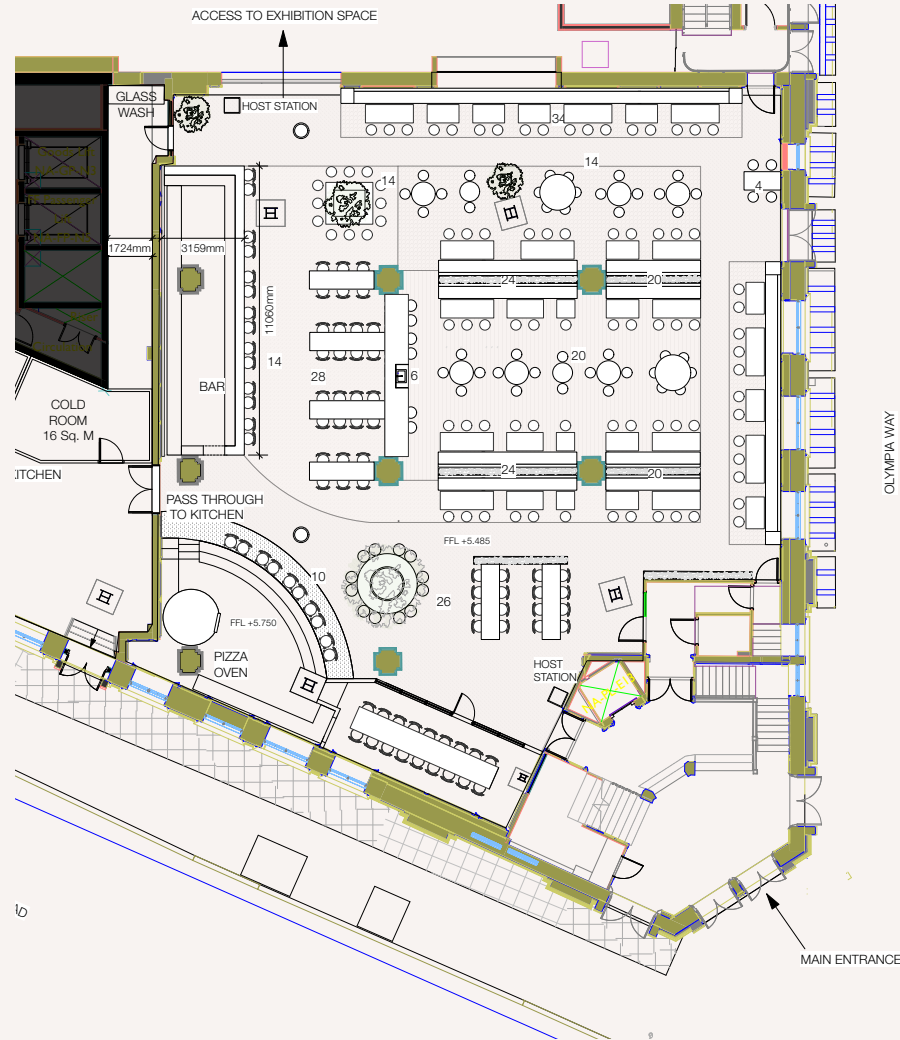 ACCESS TO EXHIBITION SPACE
GLASS
WASH
HOST STATION
34
14
14
4
1724mm
3159mm
24
20
11060mm
14
28
6
20
BAR
COLD
ROOM
16 Sq. M
KITCHEN
OLYMPIA WAY
24
20
PASS THROUGH
TO KITCHEN
FFL +5.485
10
26
FFL +5.750
PIZZA
OVEN
HOST
STATION
MAIN ENTRANCE